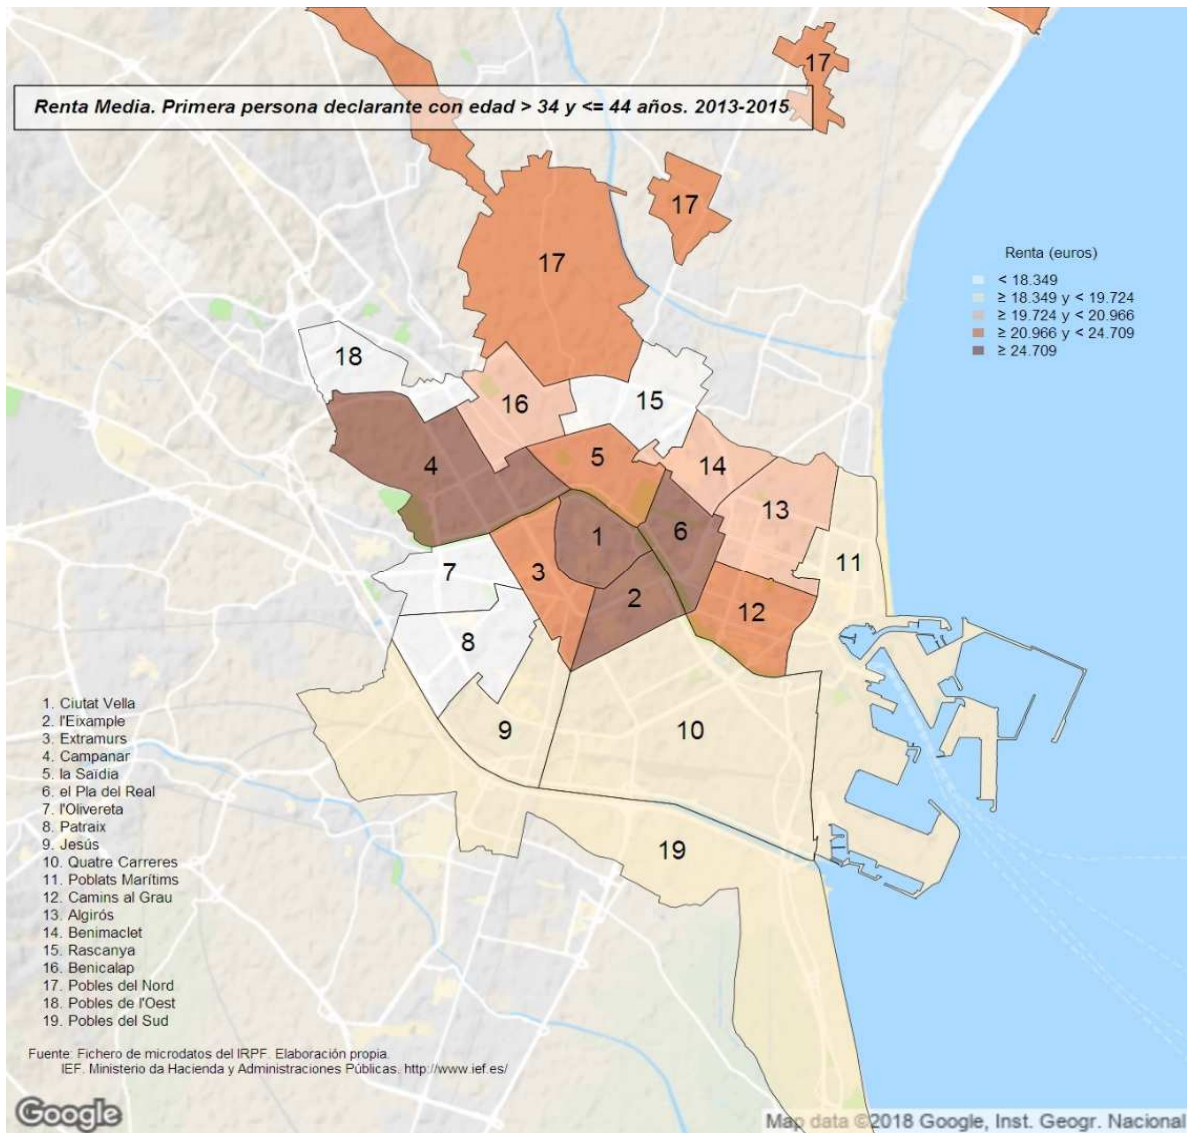 17
Renta Media. Primera persona declarante con edad > 34 y <= 44 años. 2013-2015
17
17
Renta (euros)
< 18.349
≥ 18.349 y < 19.724
≥ 19.724 y < 20.966
≥ 20.966 y < 24.709
≥ 24.709
18
16
15
4
5
14
13
1
6
11
7
3
2
12
8
9
10
19
1. Ciutat Vella
2. l'Eixample
3. Extramurs
4. Campanar
5. la Saïdia
6. el Pla del Real
7. l'Olivereta
8. Patraix
9. Jesús
10. Quatre Carreres
11. Poblats Marítims
12. Camins al Grau
13. Algirós
14. Benimaclet
15. Rascanya
16. Benicalap
17. Pobles del Nord
18. Pobles de l'Oest
19. Pobles del Sud
Fuente: Fichero de microdatos del IRPF. Elaboración propia.
IEF. Ministerio da Hacienda y Administraciones Públicas. http://www.ief.es/
Google
Map data ©2018 Google, Inst. Geogr. Nacional